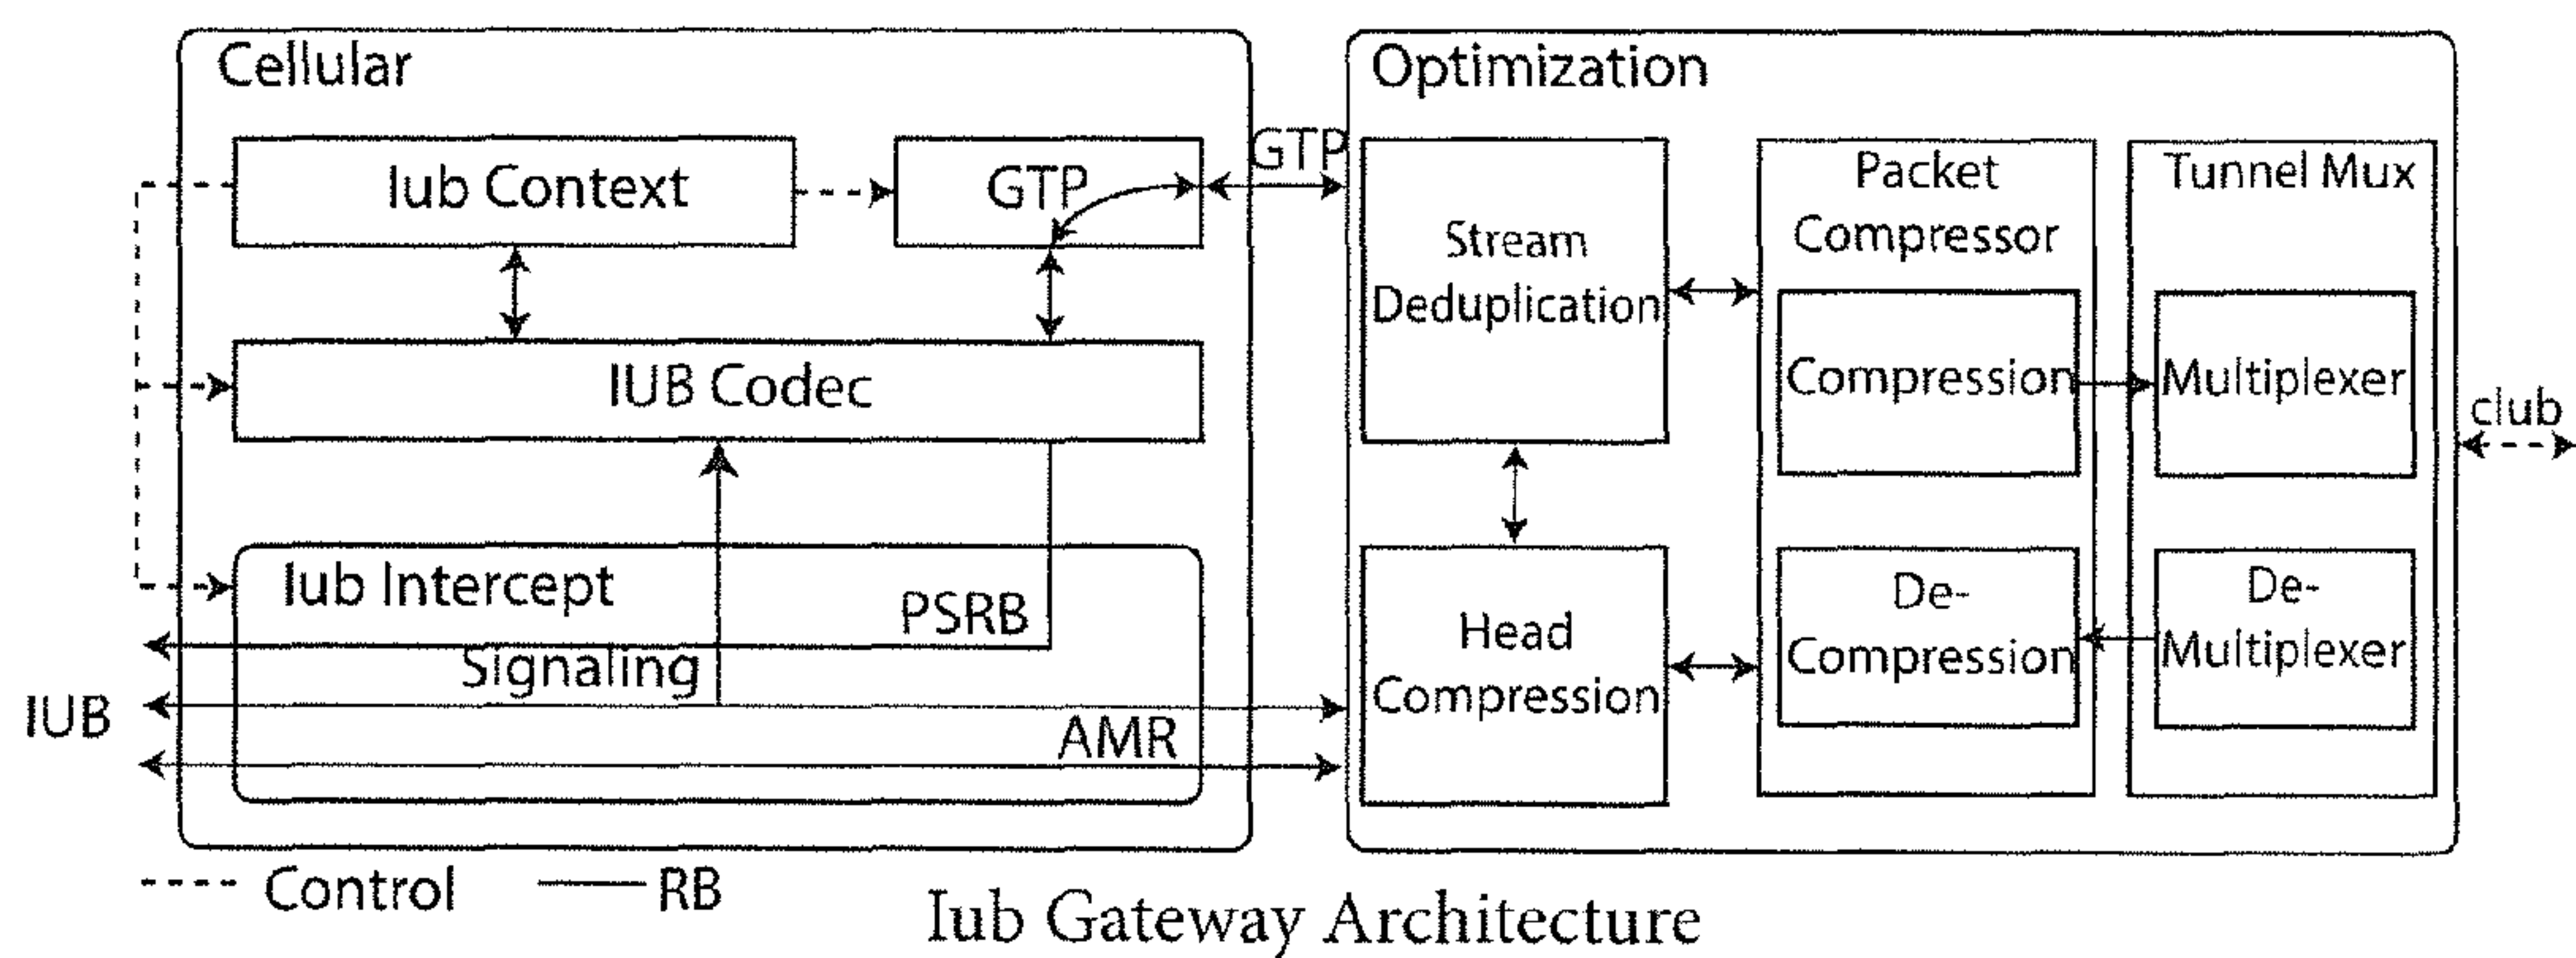 Cellular
Iub Context
GTP
IUB Codec
Iub Intercept
PSRB
Signaling
AMR
IUB
GTP
Optimization
Stream
Deduplication
Head
Compression
Packet
Compressor
Compression
De-
Compression
Tunnel Mux
Multiplexer
De-
Multiplexer
club
Control
RB
Iub Gateway Architecture